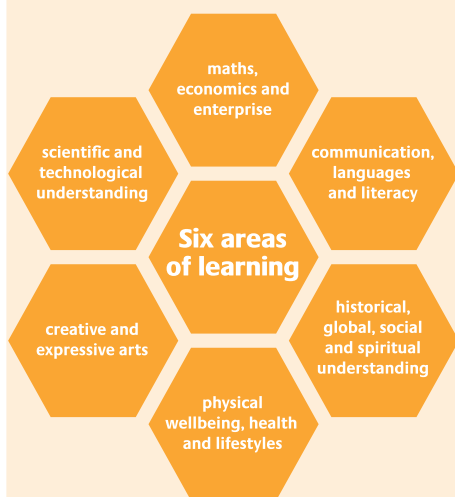 maths,
economics and
enterprise
scientific and
technological
understanding
communication,
languages
and literacy
Six areas
of learning
creative and
expressive arts
historical,
global, social
and spiritual
understanding
physical
wellbeing, health
and lifestyles